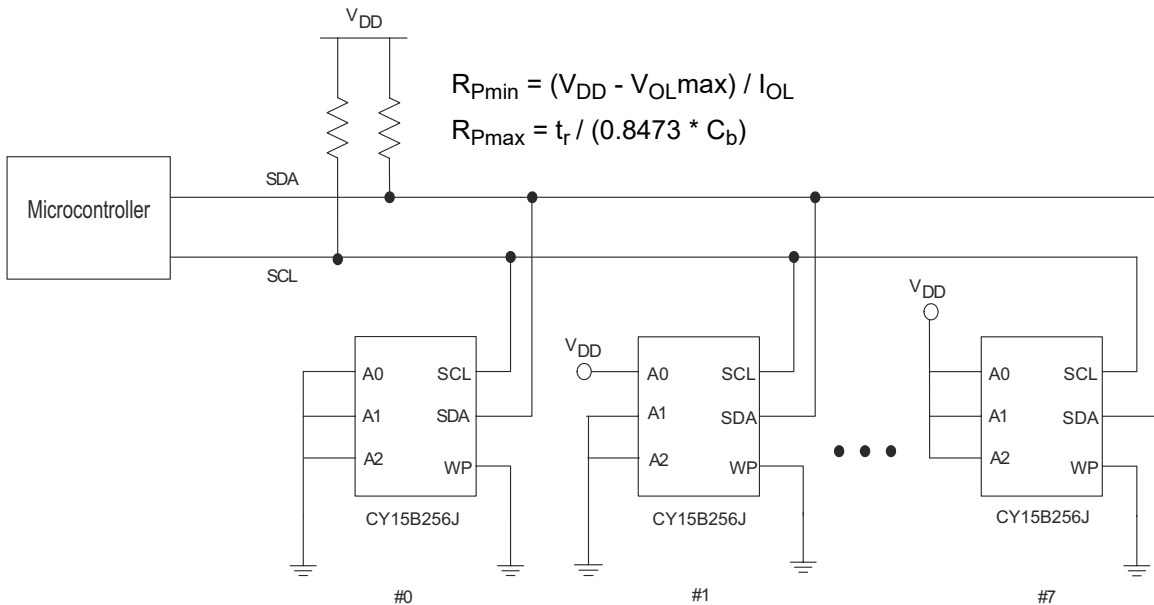 VDD
RPmin = (VDD - VOLmax) / IOL
RPmax = tr / (0.8473 * Cb)
Microcontroller
SDA
SCL
VDD
VDD
A0
SCL
A1
SDA
A2
WP
CY15B256J
#0
A0
SCL
A1
SDA
A2
WP
CY15B256J
#1
A0
SCL
A1
SDA
A2
WP
CY15B256J
#7